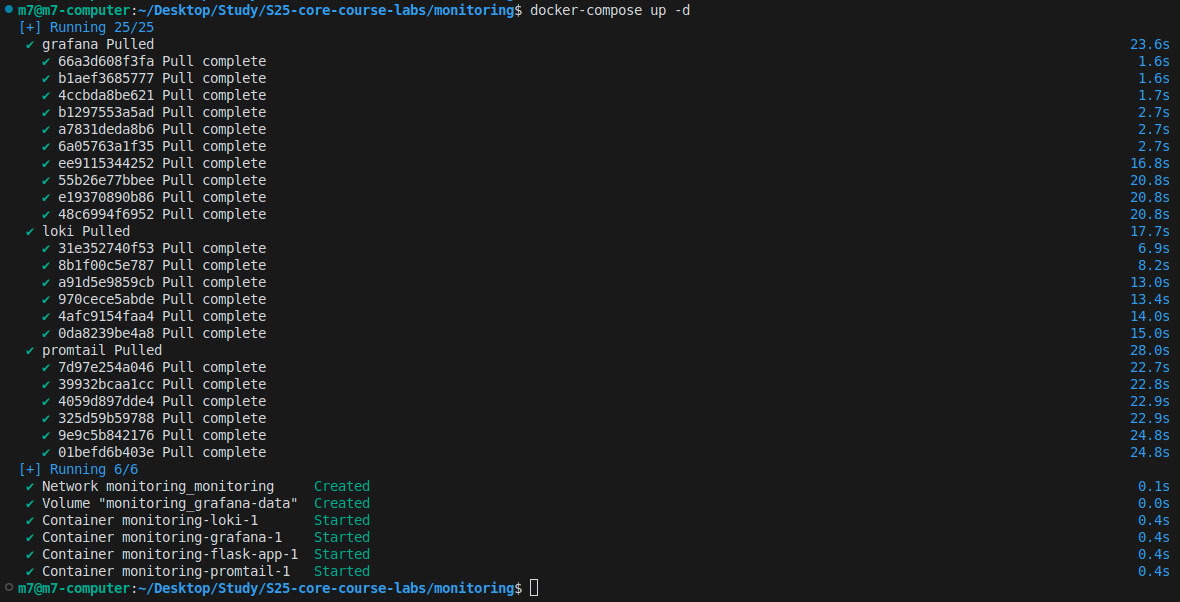 m7@m7-computer:~/Desktop/Study/S25-core-course-labs/monitoring$ docker-compose up -d
[+] Running 25/25
✔ grafana Pulled 23.6s
✔ 66a3d608f3fa Pull complete 1.6s
✔ b1aef3685777 Pull complete 1.6s
✔ 4ccbda8be621 Pull complete 1.7s
✔ b1297553a5ad Pull complete 2.7s
✔ a7831deda8b6 Pull complete 2.7s
✔ 6a05763a1f35 Pull complete 2.7s
✔ ee9115344252 Pull complete 16.8s
✔ 55b26e77bbee Pull complete 20.8s
✔ e19370890b86 Pull complete 20.8s
✔ 48c6994f6952 Pull complete 20.8s
✔ loki Pulled 17.7s
✔ 31e352740f53 Pull complete 6.9s
✔ 8b1f00c5e787 Pull complete 8.2s
✔ a91d5e9859cb Pull complete 13.0s
✔ 970cece5abde Pull complete 13.4s
✔ 4afc9154faa4 Pull complete 14.0s
✔ 0da8239be4a8 Pull complete 15.0s
✔ promtail Pulled 28.0s
✔ 7d97e254a046 Pull complete 22.7s
✔ 39932bcaa1cc Pull complete 22.8s
✔ 4059d897dde4 Pull complete 22.9s
✔ 325d59b59788 Pull complete 22.9s
✔ 9e9c5b842176 Pull complete 24.8s
✔ 01befd6b403e Pull complete 24.8s
[+] Running 6/6
✔ Network monitoring_monitoring Created 0.1s
✔ Volume "monitoring_grafana-data" Created 0.0s
✔ Container monitoring-loki-1 Started 0.4s
✔ Container monitoring-grafana-1 Started 0.4s
✔ Container monitoring-flask-app-1 Started 0.4s
✔ Container monitoring-promtail-1 Started 0.4s
m7@m7-computer:~/Desktop/Study/S25-core-course-labs/monitoring$